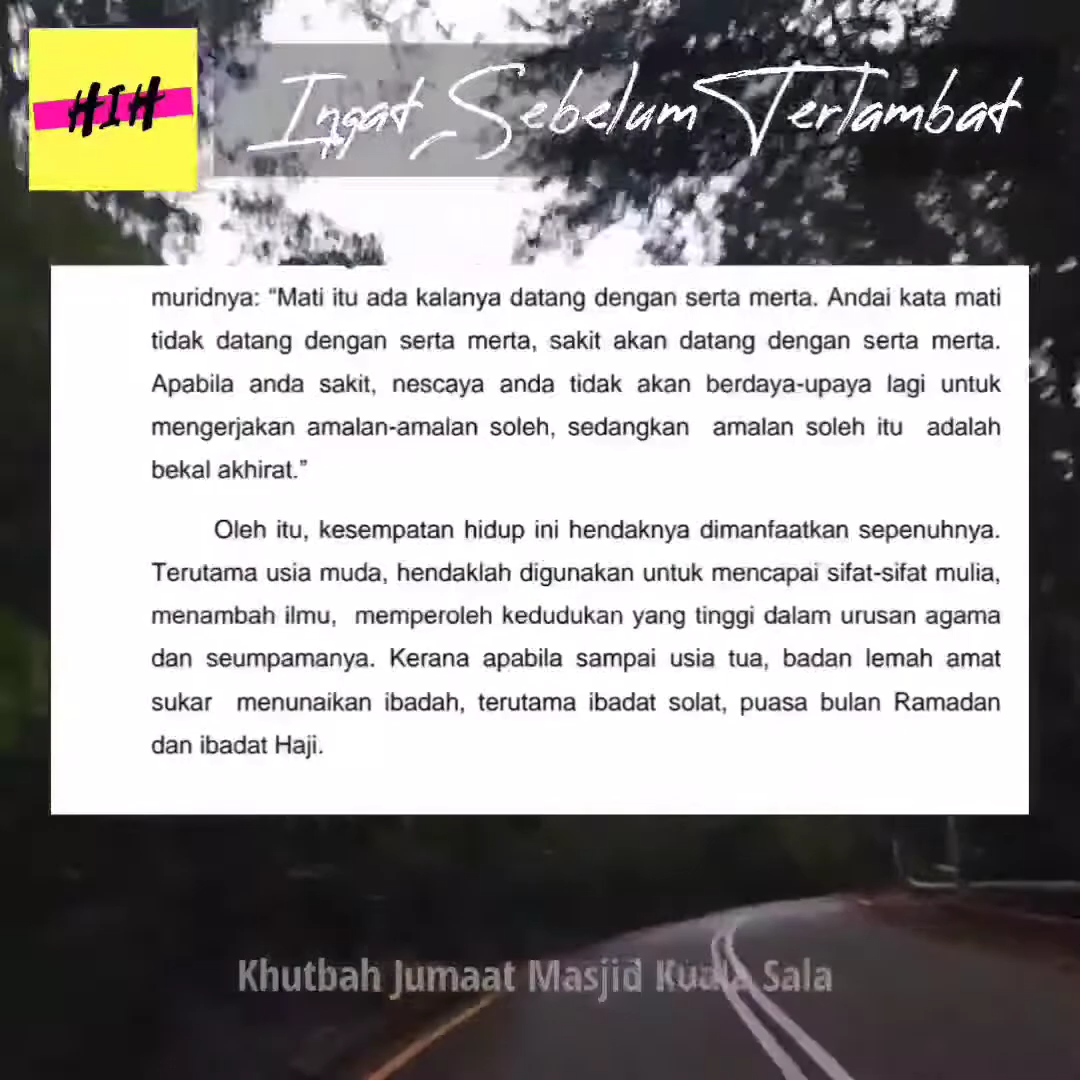 HIH
Ingat Sebelum Terlambat
muridnya: “Mati itu ada kalanya datang dengan serta merta. Andai kata mati
tidak datang dengan serta merta, sakit akan datang dengan serta merta.
Apabila anda sakit, nescaya anda tidak akan berdaya-upaya lagi untuk
mengerjakan amalan-amalan soleh, sedangkan amalan soleh itu adalah
bekal akhirat.”
Oleh itu, kesempatan hidup ini hendaknya dimanfaatkan sepenuhnya.
Terutama usia muda, hendaklah digunakan untuk mencapai sifat-sifat mulia,
menambah ilmu, memperoleh kedudukan yang tinggi dalam urusan agama
dan seumpamanya. Kerana apabila sampai usia tua, badan lemah amat
sukar menunaikan ibadah, terutama ibadat solat, puasa bulan Ramadan
dan ibadat Haji.
Khutbah Jumaat Masjid Kuala Sala